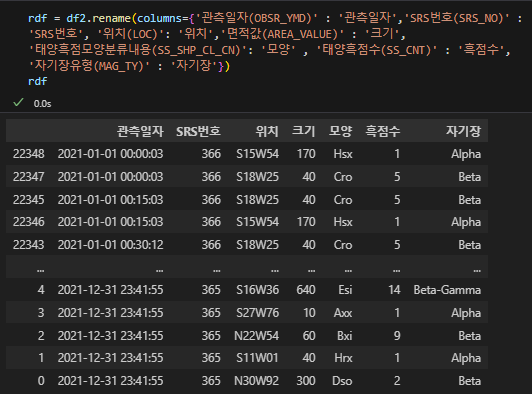 rdf = df2.rename(columns={'관측일자(OBSR_YMD)' : '관측일자','SRS번호(SRS_NO)' :
'SRS번호', '위치(LOC)': '위치','면적값(AREA_VALUE)' : '크기',
'태양흑점모양분류내용(SS_SHP_CL_CN)': '모양' , '태양흑점수(SS_CNT)' : '흑점수',
'자기장유형(MAG_TY)' : '자기장'})
rdf
0.0s
관측일자 SRS번호 위치 크기 모양 흑점수 자기장
22348 2021-01-01 00:00:03 366 S15W54 170 Hsx 1 Alpha
22347 2021-01-01 00:00:03 366 S18W25 40 Cro 5 Beta
22345 2021-01-01 00:15:03 366 S18W25 40 Cro 5 Beta
22346 2021-01-01 00:15:03 366 S15W54 170 Hsx 1 Alpha
22343 2021-01-01 00:30:12 366 S18W25 40 Cro 5 Beta
... ... ... ... ... ... ... ...
4 2021-12-31 23:41:55 365 S16W36 640 Esi 14 Beta-Gamma
3 2021-12-31 23:41:55 365 S27W76 10 Axx 1 Alpha
2 2021-12-31 23:41:55 365 N22W54 60 Bxi 9 Beta
1 2021-12-31 23:41:55 365 S11W01 40 Hrx 1 Alpha
0 2021-12-31 23:41:55 365 N30W92 300 Dso 2 Beta